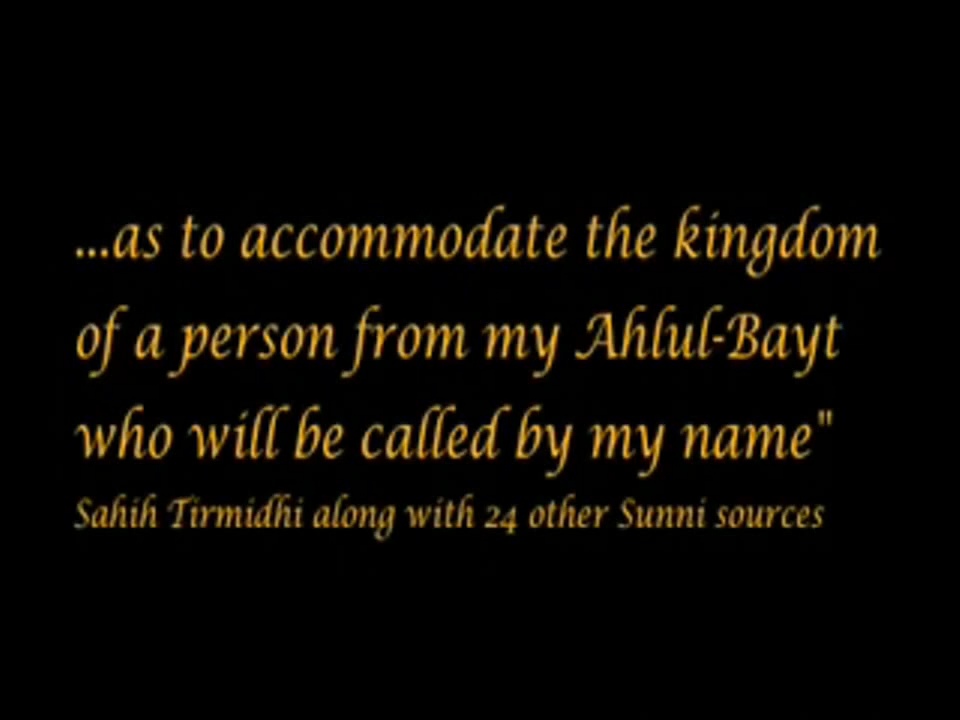 ...as to accommodate the kingdom
of a person from my Ahlul-Bayt
who will be called by my name"
Sahih Tirmidhi along with 24 other Sunni sources